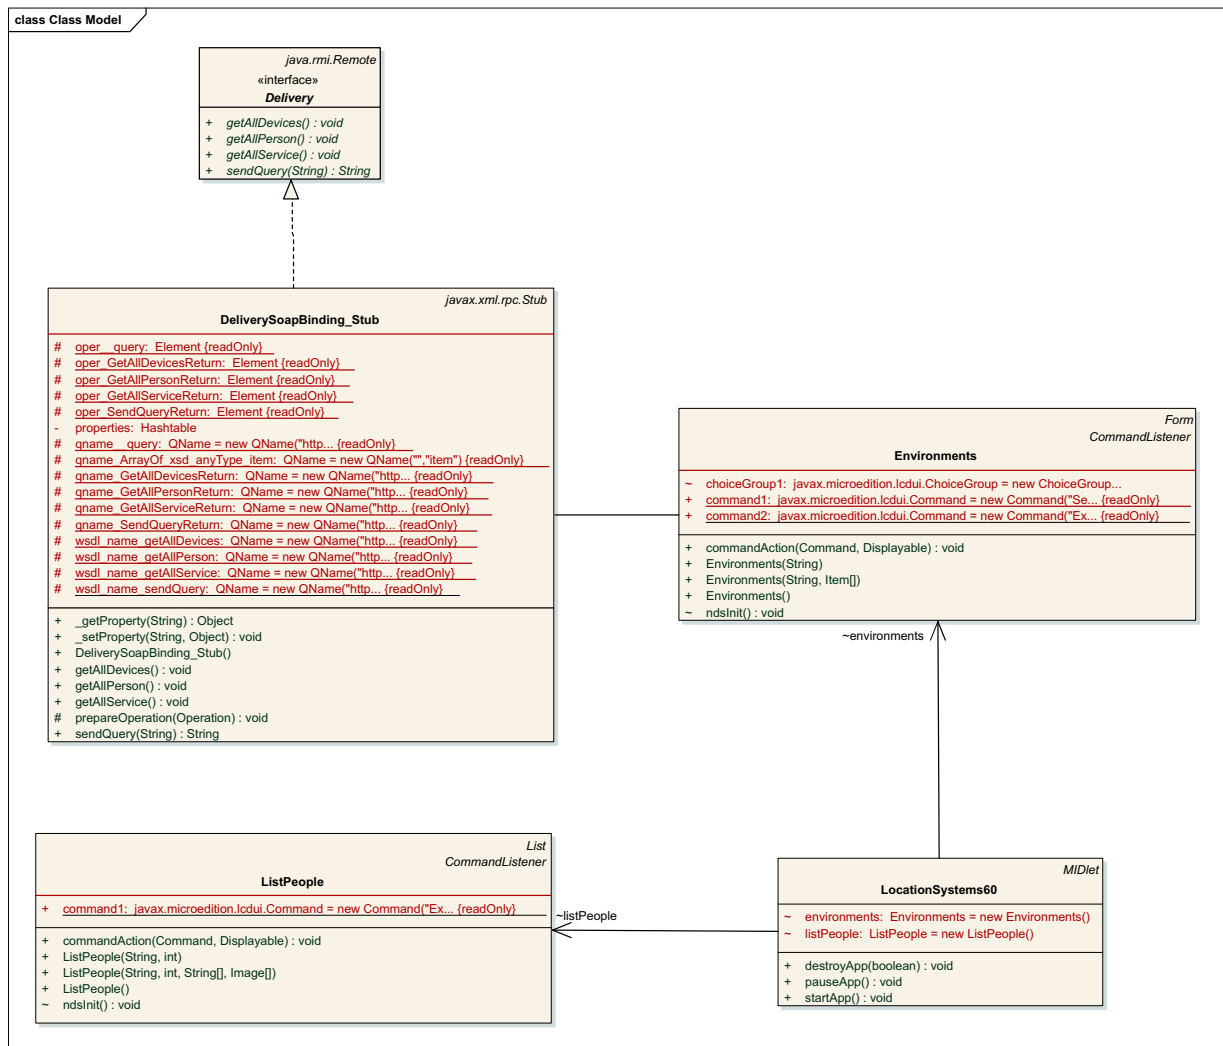 class Class Model
java.rmi.Remote
«interface»
Delivery
+ getAllDevices() : void
+ getAllPerson() : void
+ getAllService() : void
+ sendQuery(String) : String
javax.xml.rpc.Stub
DeliverySoapBinding_Stub
# oper__query: Element {readOnly}
# oper_GetAllDevicesReturn: Element {readOnly}
# oper_GetAllPersonReturn: Element {readOnly}
# oper_GetAllServiceReturn: Element {readOnly}
# oper_SendQueryReturn: Element {readOnly}
- properties: Hashtable
# qname__query: QName = new QName("http... {readOnly}
# qname_ArrayOf_xsd_anyType_item: QName = new QName("","item") {readOnly}
# qname_GetAllDevicesReturn: QName = new QName("http... {readOnly}
# qname_GetAllPersonReturn: QName = new QName("http... {readOnly}
# qname_GetAllServiceReturn: QName = new QName("http... {readOnly}
# qname_SendQueryReturn: QName = new QName("http... {readOnly}
# wsdl_name_getAllDevices: QName = new QName("http... {readOnly}
# wsdl_name_getAllPerson: QName = new QName("http... {readOnly}
# wsdl_name_getAllService: QName = new QName("http... {readOnly}
# wsdl_name_sendQuery: QName = new QName("http... {readOnly}
+ _getProperty(String) : Object
+ _setProperty(String, Object) : void
+ DeliverySoapBinding_Stub()
+ getAllDevices() : void
+ getAllPerson() : void
+ getAllService() : void
# prepareOperation(Operation) : void
+ sendQuery(String) : String
Form
CommandListener
Environments
~ choiceGroup1: javax.microedition.lcdui.ChoiceGroup = new ChoiceGroup...
+ command1: javax.microedition.lcdui.Command = new Command("Se... {readOnly}
+ command2: javax.microedition.lcdui.Command = new Command("Ex... {readOnly}
+ commandAction(Command, Displayable) : void
+ Environments(String)
+ Environments(String, Item[])
+ Environments()
~ ndsInit() : void
~environments
List
CommandListener
ListPeople
+ command1: javax.microedition.lcdui.Command = new Command("Ex... {readOnly}
+ commandAction(Command, Displayable) : void
+ ListPeople(String, int)
+ ListPeople(String, int, String[], Image[])
+ ListPeople()
~ ndsInit() : void
~listPeople
MIDlet
LocationSystems60
~ environments: Environments = new Environments()
~ listPeople: ListPeople = new ListPeople()
+ destroyApp(boolean) : void
+ pauseApp() : void
+ startApp() : void